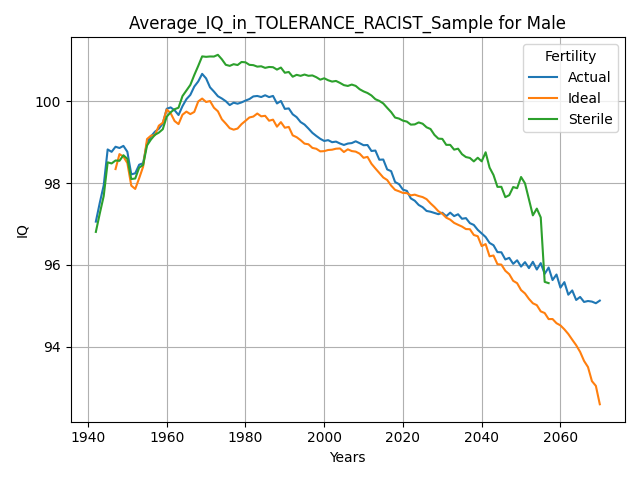 Average_IQ_in_TOLERANCE_RACIST_Sample for Male
Fertility
Actual
Ideal
Sterile
IQ
100
98
96
94
1940 1960 1980 2000 2020 2040 2060
Years